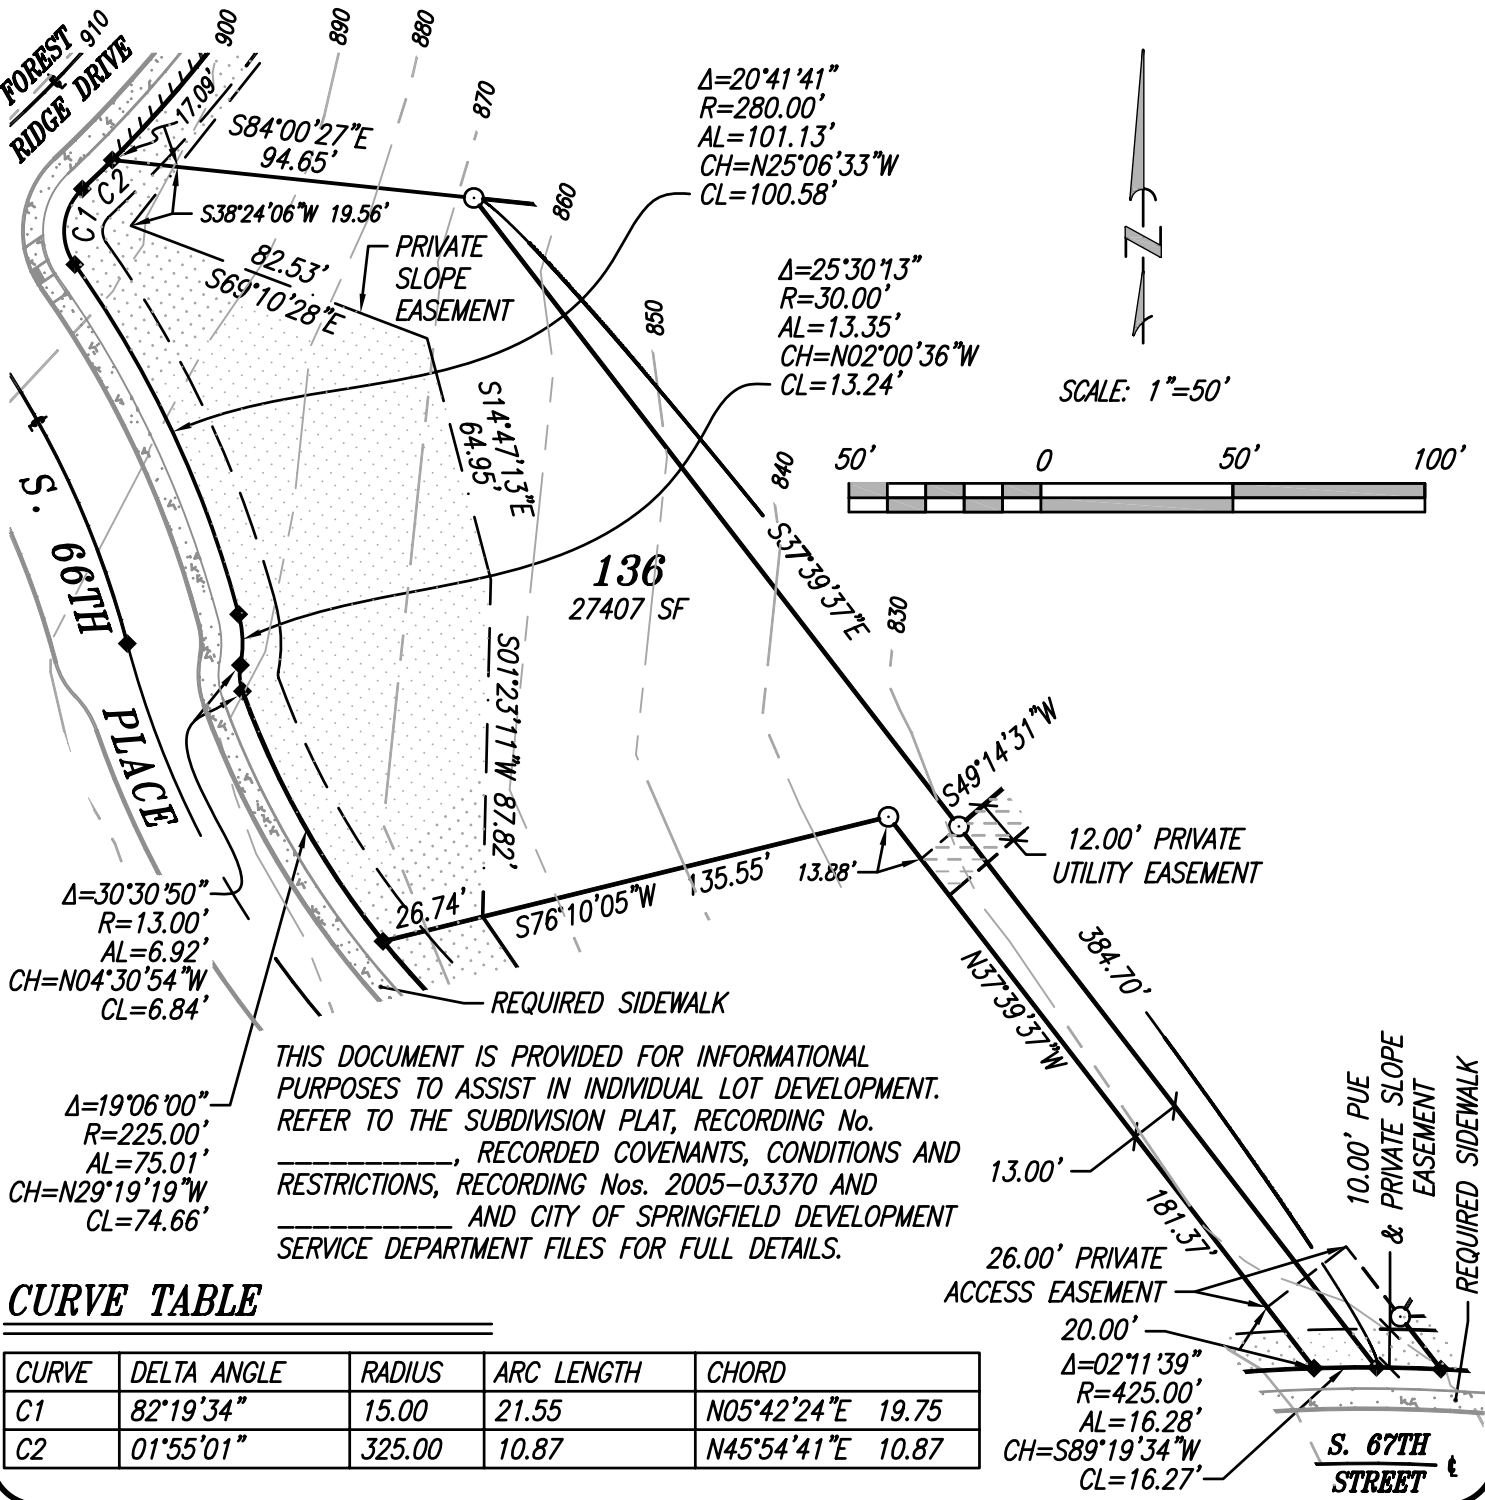 FOREST
RIDGE DRIVE
910
900
890
880
870
860
850
840
830
17.09'
S84°00'27"E
94.65'
C1
C2
S38°24'06"W 19.56'
82.53'
S69°10'28"E
PRIVATE
SLOPE
EASEMENT
Δ=20°41'41"
R=280.00'
AL=101.13'
CH=N25°06'33"W
CL=100.58'
Δ=25°30'13"
R=30.00'
AL=13.35'
CH=N02°00'36"W
CL=13.24'
N
SCALE: 1"=50'
50' 0 50' 100'
S14°47'13"E
64.95'
136
27407 SF
S37°39'37"E
S01°23'11"W 87.82'
S. 66TH PLACE
S49°14'31"W
12.00' PRIVATE
UTILITY EASEMENT
13.88'
26.74'
S76°10'05"W 135.55'
Δ=30°30'50"
R=13.00'
AL=6.92'
CH=N04°30'54"W
CL=6.84'
REQUIRED SIDEWALK
N37°39'37"W
384.70'
Δ=19°06'00"
R=225.00'
AL=75.01'
CH=N29°19'19"W
CL=74.66'
THIS DOCUMENT IS PROVIDED FOR INFORMATIONAL
PURPOSES TO ASSIST IN INDIVIDUAL LOT DEVELOPMENT.
REFER TO THE SUBDIVISION PLAT, RECORDING No.
__________, RECORDED COVENANTS, CONDITIONS AND
RESTRICTIONS, RECORDING Nos. 2005-03370 AND
__________ AND CITY OF SPRINGFIELD DEVELOPMENT
SERVICE DEPARTMENT FILES FOR FULL DETAILS.
13.00'
181.37'
10.00' PUE
& PRIVATE SLOPE
EASEMENT
REQUIRED SIDEWALK
26.00' PRIVATE
ACCESS EASEMENT
20.00'
Δ=02°11'39"
R=425.00'
AL=16.28'
CH=S89°19'34"W
CL=16.27'
S. 67TH
STREET
CURVE TABLE
CURVE DELTA ANGLE RADIUS ARC LENGTH CHORD
C1 82°19'34" 15.00 21.55 N05°42'24"E 19.75
C2 01°55'01" 325.00 10.87 N45°54'41"E 10.87